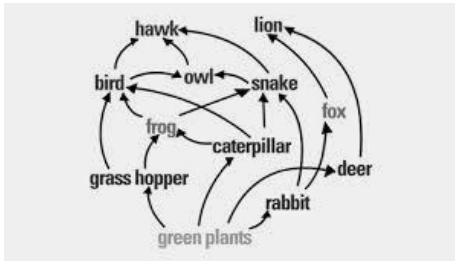 hawk
lion
bird
owl
snake
fox
frog
caterpillar
grass hopper
deer
rabbit
green plants